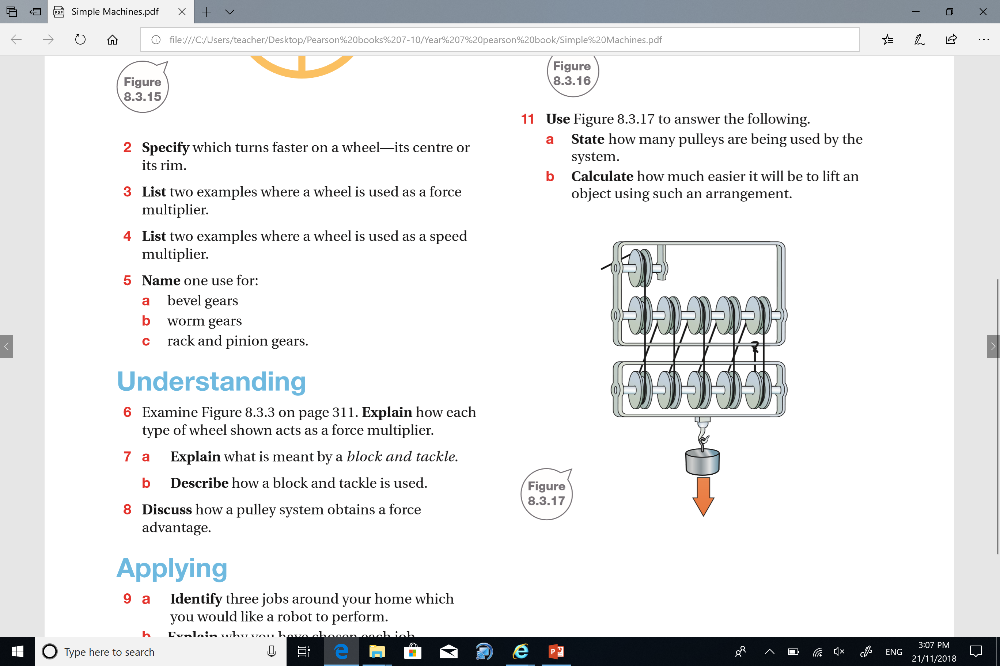 Simple Machines.pdf
file:///C:/Users/teacher/Desktop/Pearson%20books%207-10/Year%207%20pearson%20book/Simple%20Machines.pdf
Figure
8.3.15
2 Specify which turns faster on a wheel—its centre or
its rim.
3 List two examples where a wheel is used as a force
multiplier.
4 List two examples where a wheel is used as a speed
multiplier.
5 Name one use for:
a bevel gears
b worm gears
c rack and pinion gears.
Understanding
6 Examine Figure 8.3.3 on page 311. Explain how each
type of wheel shown acts as a force multiplier.
7 a Explain what is meant by a block and tackle.
b Describe how a block and tackle is used.
8 Discuss how a pulley system obtains a force
advantage.
Applying
9 a Identify three jobs around your home which
you would like a robot to perform.
b Explain why you have chosen each job
Figure
8.3.16
11 Use Figure 8.3.17 to answer the following.
a State how many pulleys are being used by the
system.
b Calculate how much easier it will be to lift an
object using such an arrangement.
Figure
8.3.17
Type here to search
ENG
3:07 PM
21/11/2018